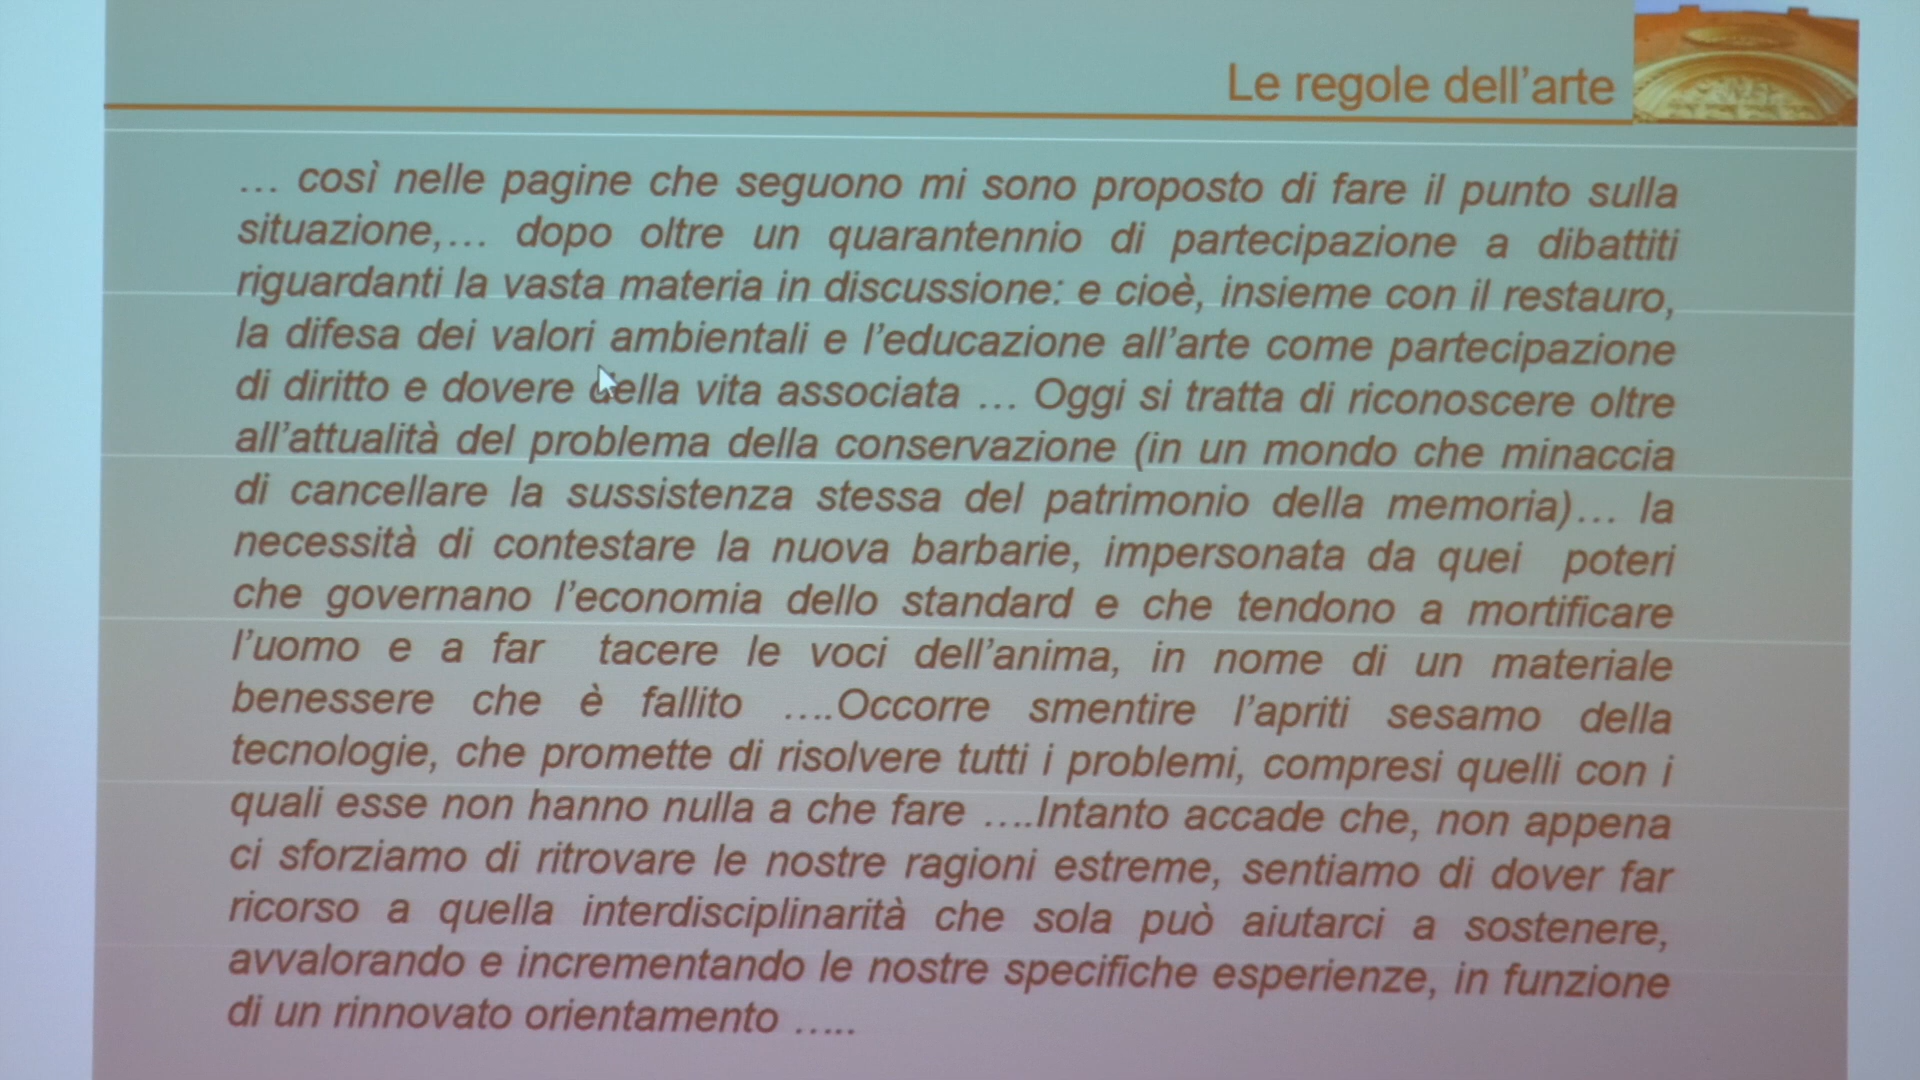 Le regole dell'arte
… così nelle pagine che seguono mi sono proposto di fare il punto sulla
situazione,… dopo oltre un quarantennio di partecipazione a dibattiti
riguardanti la vasta materia in discussione: e cioè, insieme con il restauro,
la difesa dei valori ambientali e l'educazione all'arte come partecipazione
di diritto e dovere della vita associata … Oggi si tratta di riconoscere oltre
all'attualità del problema della conservazione (in un mondo che minaccia
di cancellare la sussistenza stessa del patrimonio della memoria)… la
necessità di contestare la nuova barbarie, impersonata da quei poteri
che governano l'economia dello standard e che tendono a mortificare
l'uomo e a far tacere le voci dell'anima, in nome di un materiale
benessere che è fallito ….Occorre smentire l'apriti sesamo della
tecnologie, che promette di risolvere tutti i problemi, compresi quelli con i
quali esse non hanno nulla a che fare ….Intanto accade che, non appena
ci sforziamo di ritrovare le nostre ragioni estreme, sentiamo di dover far
ricorso a quella interdisciplinarità che sola può aiutarci a sostenere,
avvalorando e incrementando le nostre specifiche esperienze, in funzione
di un rinnovato orientamento …..